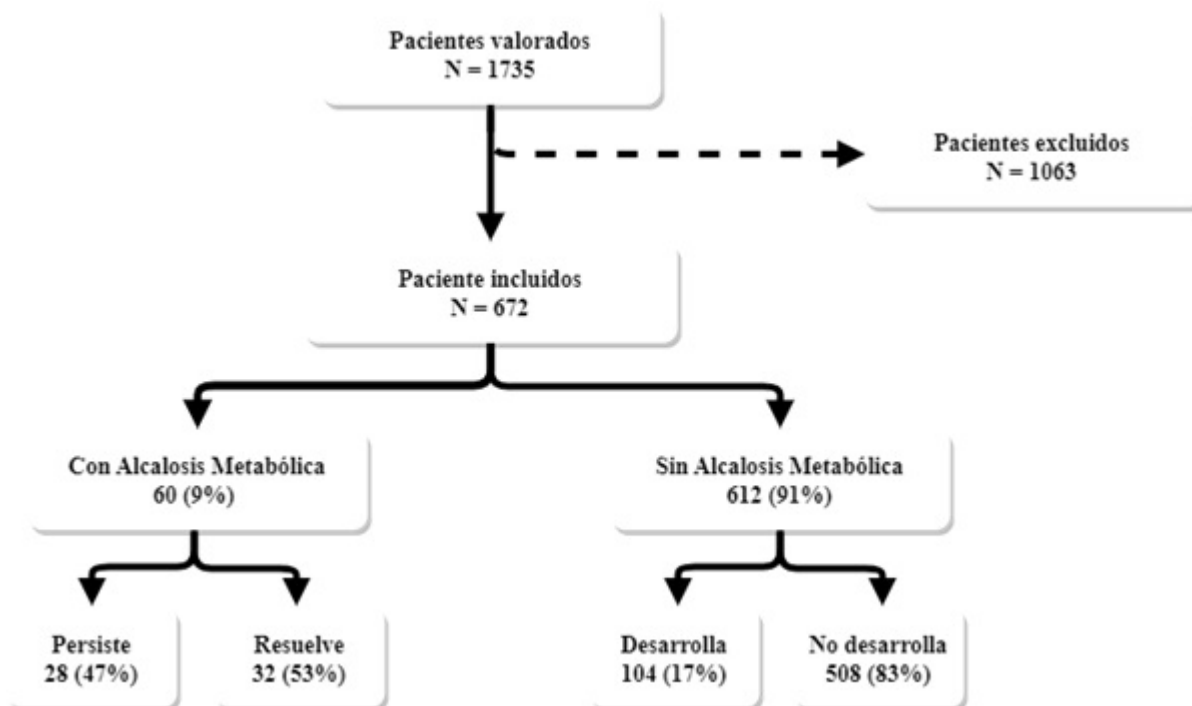 Pacientes valorados
N = 1735
Pacientes excluidos
N = 1063
Paciente incluidos
N = 672
Con Alcalosis Metabólica
60 (9%)
Sin Alcalosis Metabólica
612 (91%)
Persiste
28 (47%)
Resuelve
32 (53%)
Desarrolla
104 (17%)
No desarrolla
508 (83%)